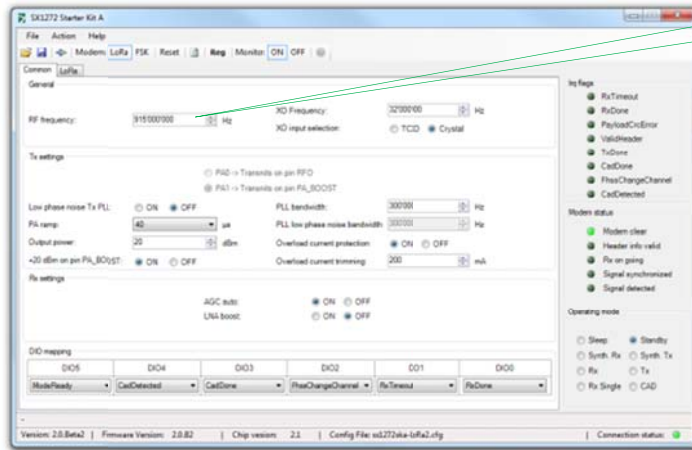 SX1272 Starter Kit A
File Action Help
Modem: LoRa FSK Reset Reg Monitor: ON OFF
Common LoRa
General
RF frequency: 915'000'000 Hz
XO Frequency: 32'000'00 Hz
XO input selection: TCXO Crystal
Tx settings
PA0 -> Transmits on pin RFO
PA1 -> Transmits on pin PA_BOOST
Low phase noise Tx PLL: ON OFF
PLL bandwidth: 300'00 Hz
PA ramp: 40 µs
PLL low phase noise bandwidth: 300'00 Hz
Output power: 20 dBm
Overload current protection: ON OFF
+20 dBm on pin PA_BOOST: ON OFF
Overload current trimming: 200 mA
Rx settings
AGC auto: ON OFF
LNA boost: ON OFF
DIO mapping
DIO5 DIO4 DIO3 DIO2 DIO1 DIO0
ModeReady CadDetected CadDone FhssChangeChannel RxTimeout RxDone
Irq flags
RxTimeout
RxDone
PayloadCrcError
ValidHeader
TxDone
CadDone
FhssChangeChannel
CadDetected
Modem status
Modem clear
Header info valid
Rx on going
Signal synchronized
Signal detected
Operating mode
Sleep Standby
Synth. Rx Synth. Tx
Rx Tx
Rx Single CAD
-
Version: 2.0.Beta2 | Firmware Version: 2.0.B2 | Chip version: 2.1 | Config File: sx1272ska-LoRa2.cfg | Connection status: